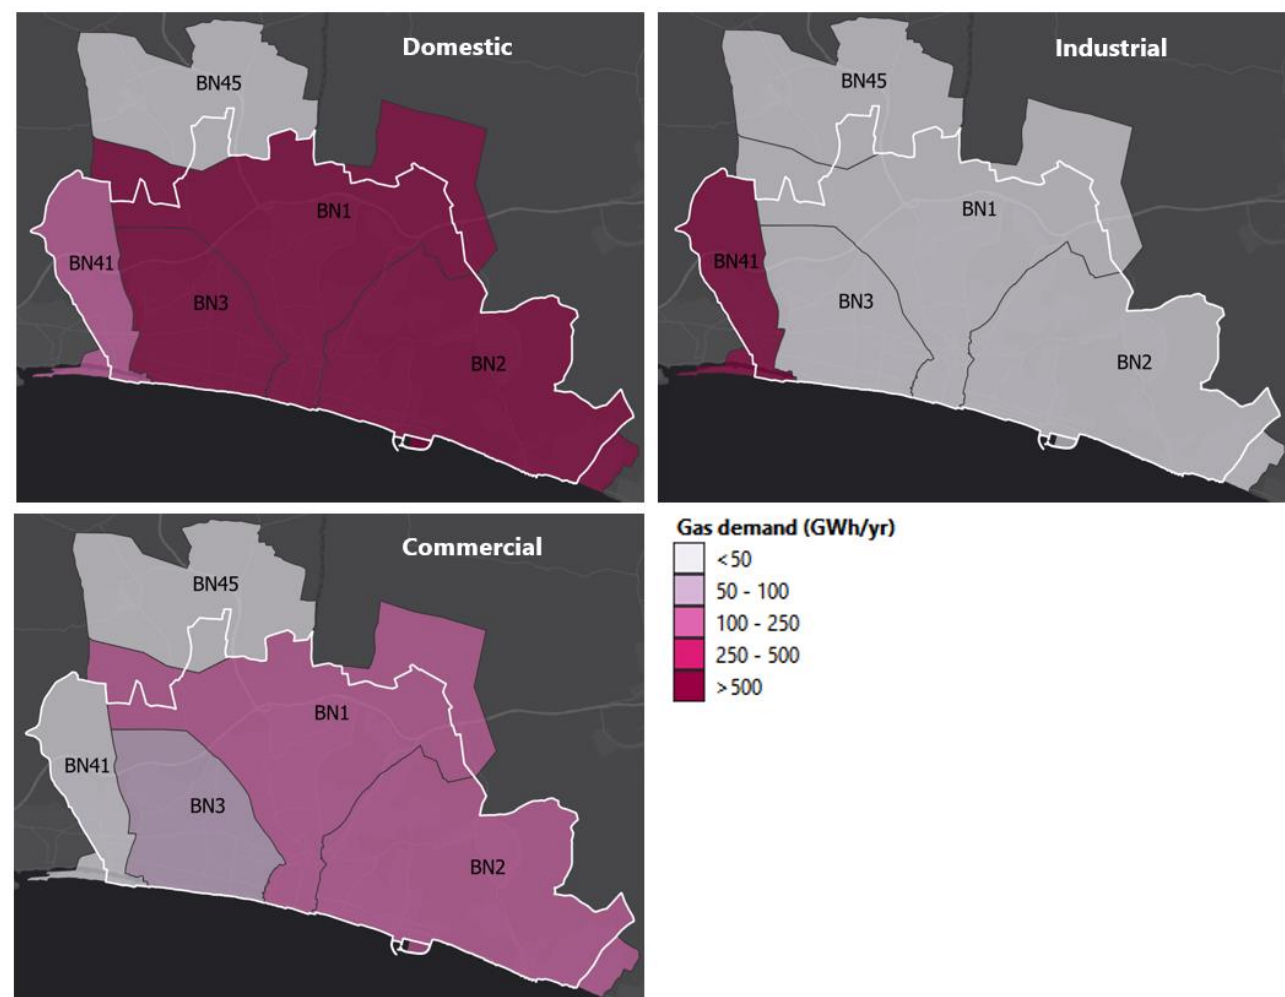 Domestic
BN45
BN1
BN41
BN3
BN2
Industrial
BN45
BN1
BN41
BN3
BN2
Commercial
BN45
BN1
BN41
BN3
BN2
Gas demand (GWh/yr)
<50
50 - 100
100 - 250
250 - 500
>500